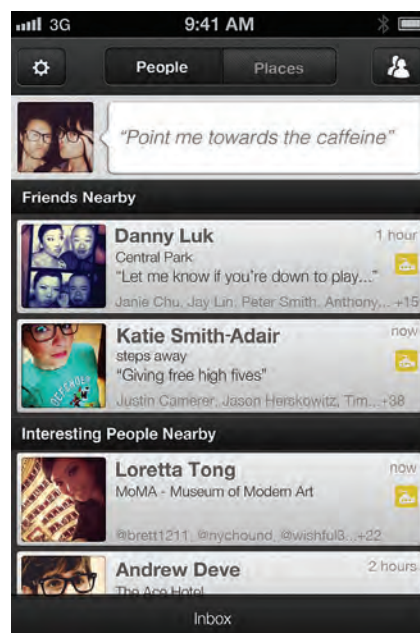 3G 9:41 AM
People Places
“Point me towards the caffeine”
Friends Nearby
Danny Luk 1 hour
Central Park
“Let me know if you’re down to play...”
Janie Chu, Jay Lin, Peter Smith, Anthony... +15
Katie Smith-Adair now
steps away
“Giving free high fives”
Justin Camerer, Jason Herskowitz, Tim...+38
Interesting People Nearby
Loretta Tong now
MoMA - Museum of Modern Art
@brett1211, @nychound, @wishful3...+22
Andrew Deve 2 hours
The Ace Hotel
Inbox